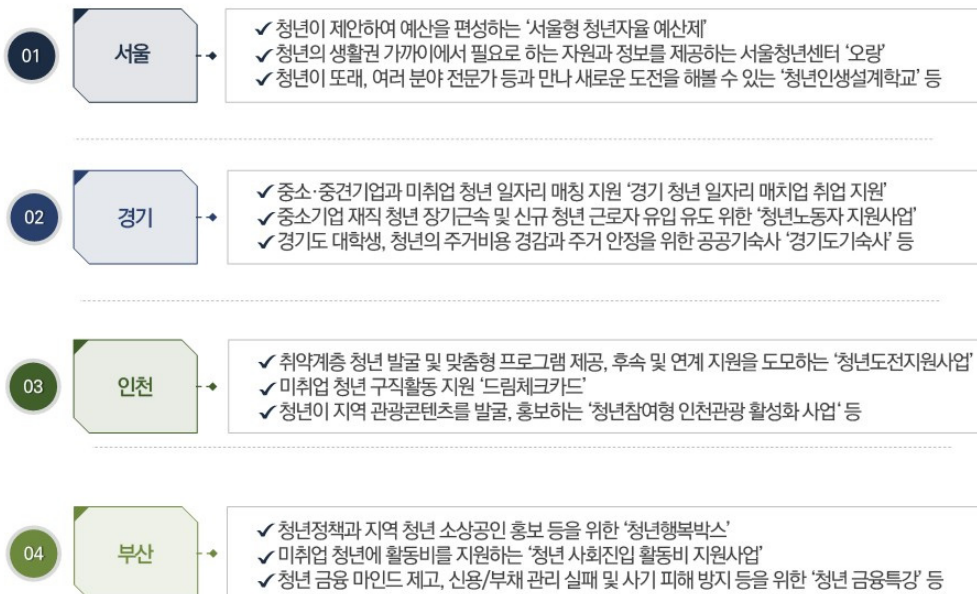 01
서울
✓ 청년이 제안하여 예산을 편성하는 ‘서울형 청년자율 예산제’
✓ 청년의 생활권 가까이에서 필요로 하는 자원과 정보를 제공하는 서울청년센터 ‘오랑’
✓ 청년이 또래, 여러 분야 전문가 등과 만나 새로운 도전을 해볼 수 있는 ‘청년인생설계학교’ 등
02
경기
✓ 중소·중견기업과 미취업 청년 일자리 매칭 지원 ‘경기 청년 일자리 매치업 취업 지원’
✓ 중소기업 재직 청년 장기근속 및 신규 청년 근로자 유입 유도 위한 ‘청년노동자 지원사업’
✓ 경기도 대학생, 청년의 주거비용 경감과 주거 안정을 위한 공공기숙사 ‘경기도기숙사’ 등
03
인천
✓ 취약계층 청년 발굴 및 맞춤형 프로그램 제공, 후속 및 연계 지원을 도모하는 ‘청년도전지원사업’
✓ 미취업 청년 구직활동 지원 ‘드림체크카드’
✓ 청년이 지역 관광콘텐츠를 발굴, 홍보하는 ‘청년참여형 인천관광 활성화 사업‘ 등
04
부산
✓ 청년정책과 지역 청년 소상공인 홍보 등을 위한 ‘청년행복박스’
✓ 미취업 청년에 활동비를 지원하는 ‘청년 사회진입 활동비 지원사업’
✓ 청년 금융 마인드 제고, 신용/부채 관리 실패 및 사기 피해 방지 등을 위한 ‘청년 금융특강’ 등